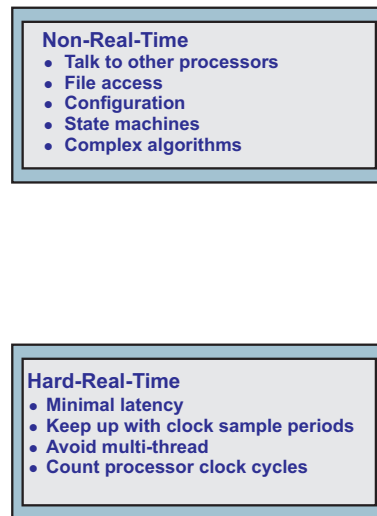 Non-Real-Time
• Talk to other processors
• File access
• Configuration
• State machines
• Complex algorithms
Hard-Real-Time
• Minimal latency
• Keep up with clock sample periods
• Avoid multi-thread
• Count processor clock cycles